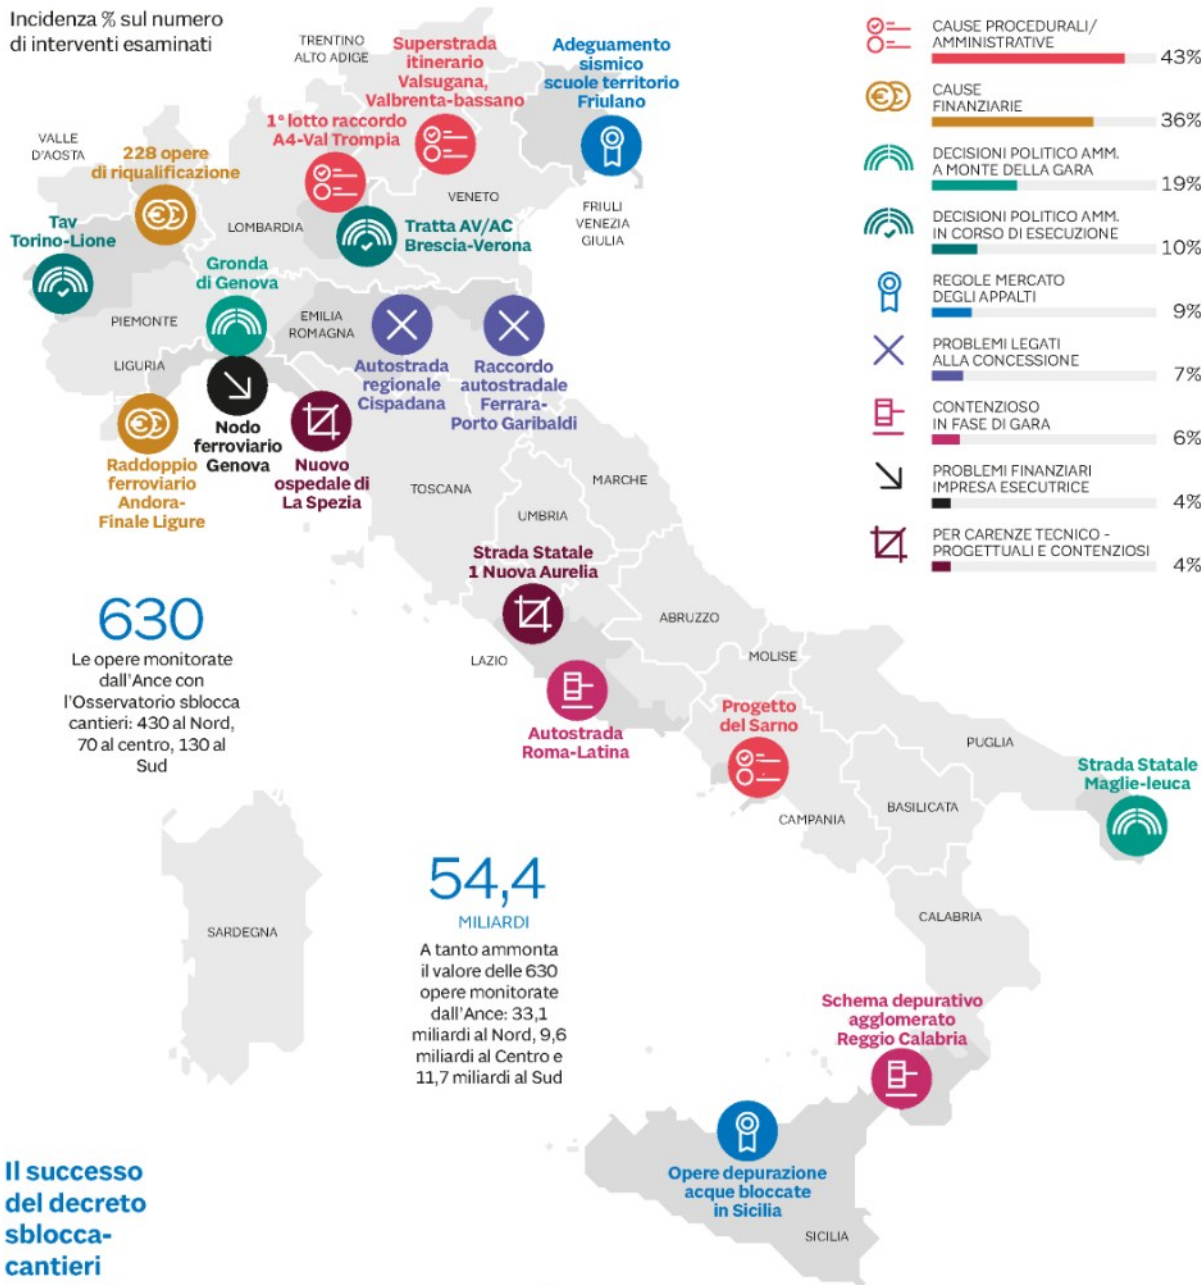 Incidenza % sul numero
di interventi esaminati
TRENTINO
ALTO ADIGE
Superstrada
itinerario
Valsugana,
Valbrenta-bassano
Adeguamento
sismico
scuole territorio
Friulano
1° lotto raccordo
A4-Val Trompia
VALLE
D'AOSTA
228 opere
di riqualificazione
VENETO
FRIULI
VENEZIA
GIULIA
LOMBARDIA
Tav
Torino-Lione
Tratta AV/AC
Brescia-Verona
Gronda
di Genova
PIEMONTE
EMILIA
ROMAGNA
LIGURIA
Autostrada
regionale
Cispadana
Raccordo
autostradale
Ferrara-
Porto Garibaldi
Nodo
ferroviario
Genova
Raddoppio
ferroviario
Andora-
Finale Ligure
Nuovo
ospedale di
La Spezia
TOSCANA
MARCHE
UMBRIA
Strada Statale
1 Nuova Aurelia
ABRUZZO
LAZIO
MOLISE
Autostrada
Roma-Latina
Progetto
del Sarno
PUGLIA
Strada Statale
Maglie-leuca
CAMPANIA
BASILICATA
CALABRIA
SARDEGNA
Schema depurativo
agglomerato
Reggio Calabria
Opere depurazione
acque bloccate
in Sicilia
SICILIA
CAUSE PROCEDURALI/
AMMINISTRATIVE
43%
CAUSE
FINANZIARIE
36%
DECISIONI POLITICO AMM.
A MONTE DELLA GARA
19%
DECISIONI POLITICO AMM.
IN CORSO DI ESECUZIONE
10%
REGOLE MERCATO
DEGLI APPALTI
9%
PROBLEMI LEGATI
ALLA CONCESSIONE
7%
CONTENZIOSO
IN FASE DI GARA
6%
PROBLEMI FINANZIARI
IMPRESA ESECUTRICE
4%
PER CARENZE TECNICO -
PROGETTUALI E CONTENZIOSI
4%
630
Le opere monitorate
dall'Ance con
l'Osservatorio sblocca
cantieri: 430 al Nord,
70 al centro, 130 al
Sud
54,4
MILIARDI
A tanto ammonta
il valore delle 630
opere monitorate
dall'Ance: 33,1
miliardi al Nord, 9,6
miliardi al Centro e
11,7 miliardi al Sud
Il successo
del decreto
sblocca-
cantieri